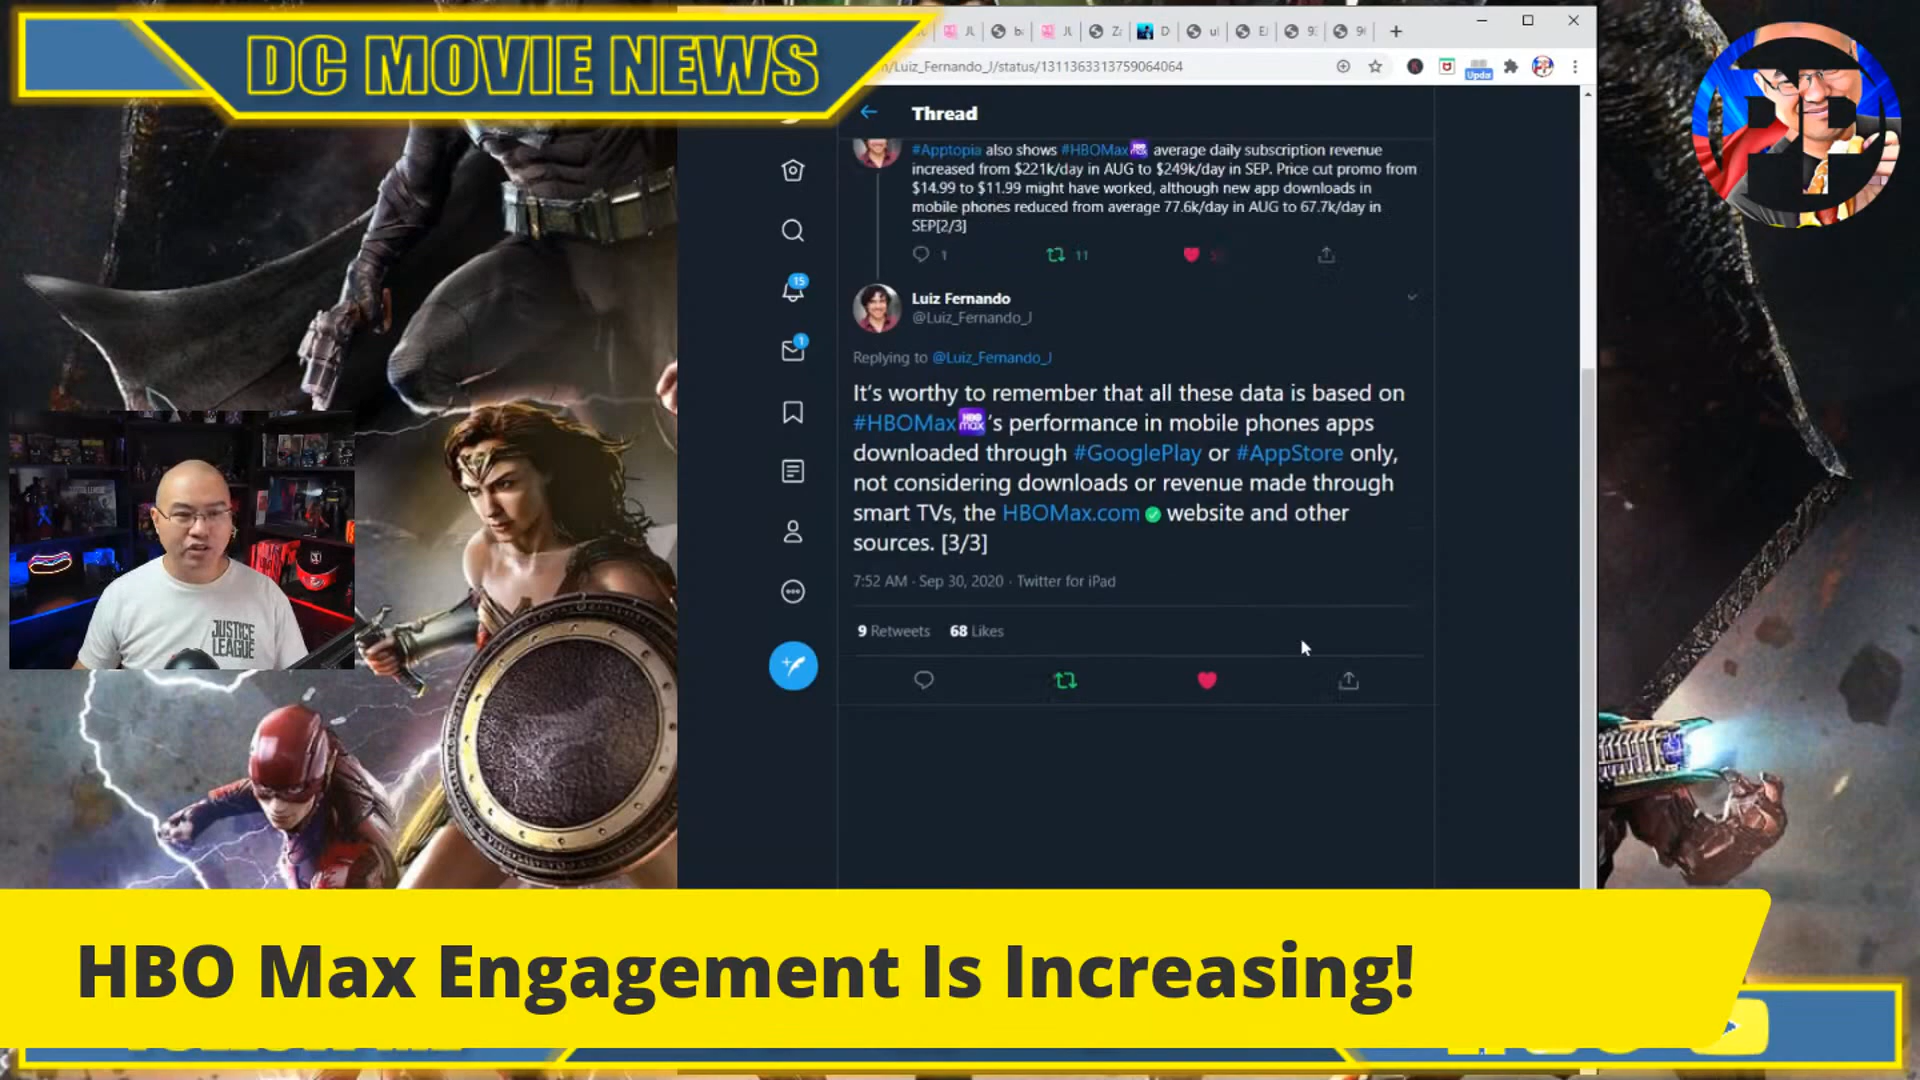 DC MOVIE NEWS
/Luiz_Fernando_J/status/1311363313759064064
Upda
Thread
#Apptopia also shows #HBOMax average daily subscription revenue
increased from $221k/day in AUG to $249k/day in SEP. Price cut promo from
$14.99 to $11.99 might have worked, although new app downloads in
mobile phones reduced from average 77.6k/day in AUG to 67.7k/day in
SEP[2/3]
1 11
15
Luiz Fernando
@Luiz_Fernando_J
1
Replying to @Luiz_Fernando_J
It's worthy to remember that all these data is based on
#HBOMax's performance in mobile phones apps
downloaded through #GooglePlay or #AppStore only,
not considering downloads or revenue made through
smart TVs, the HBOMax.com website and other
sources. [3/3]
7:52 AM · Sep 30, 2020 · Twitter for iPad
9 Retweets 68 Likes
JUSTICE
LEAGUE
HBO Max Engagement Is Increasing!